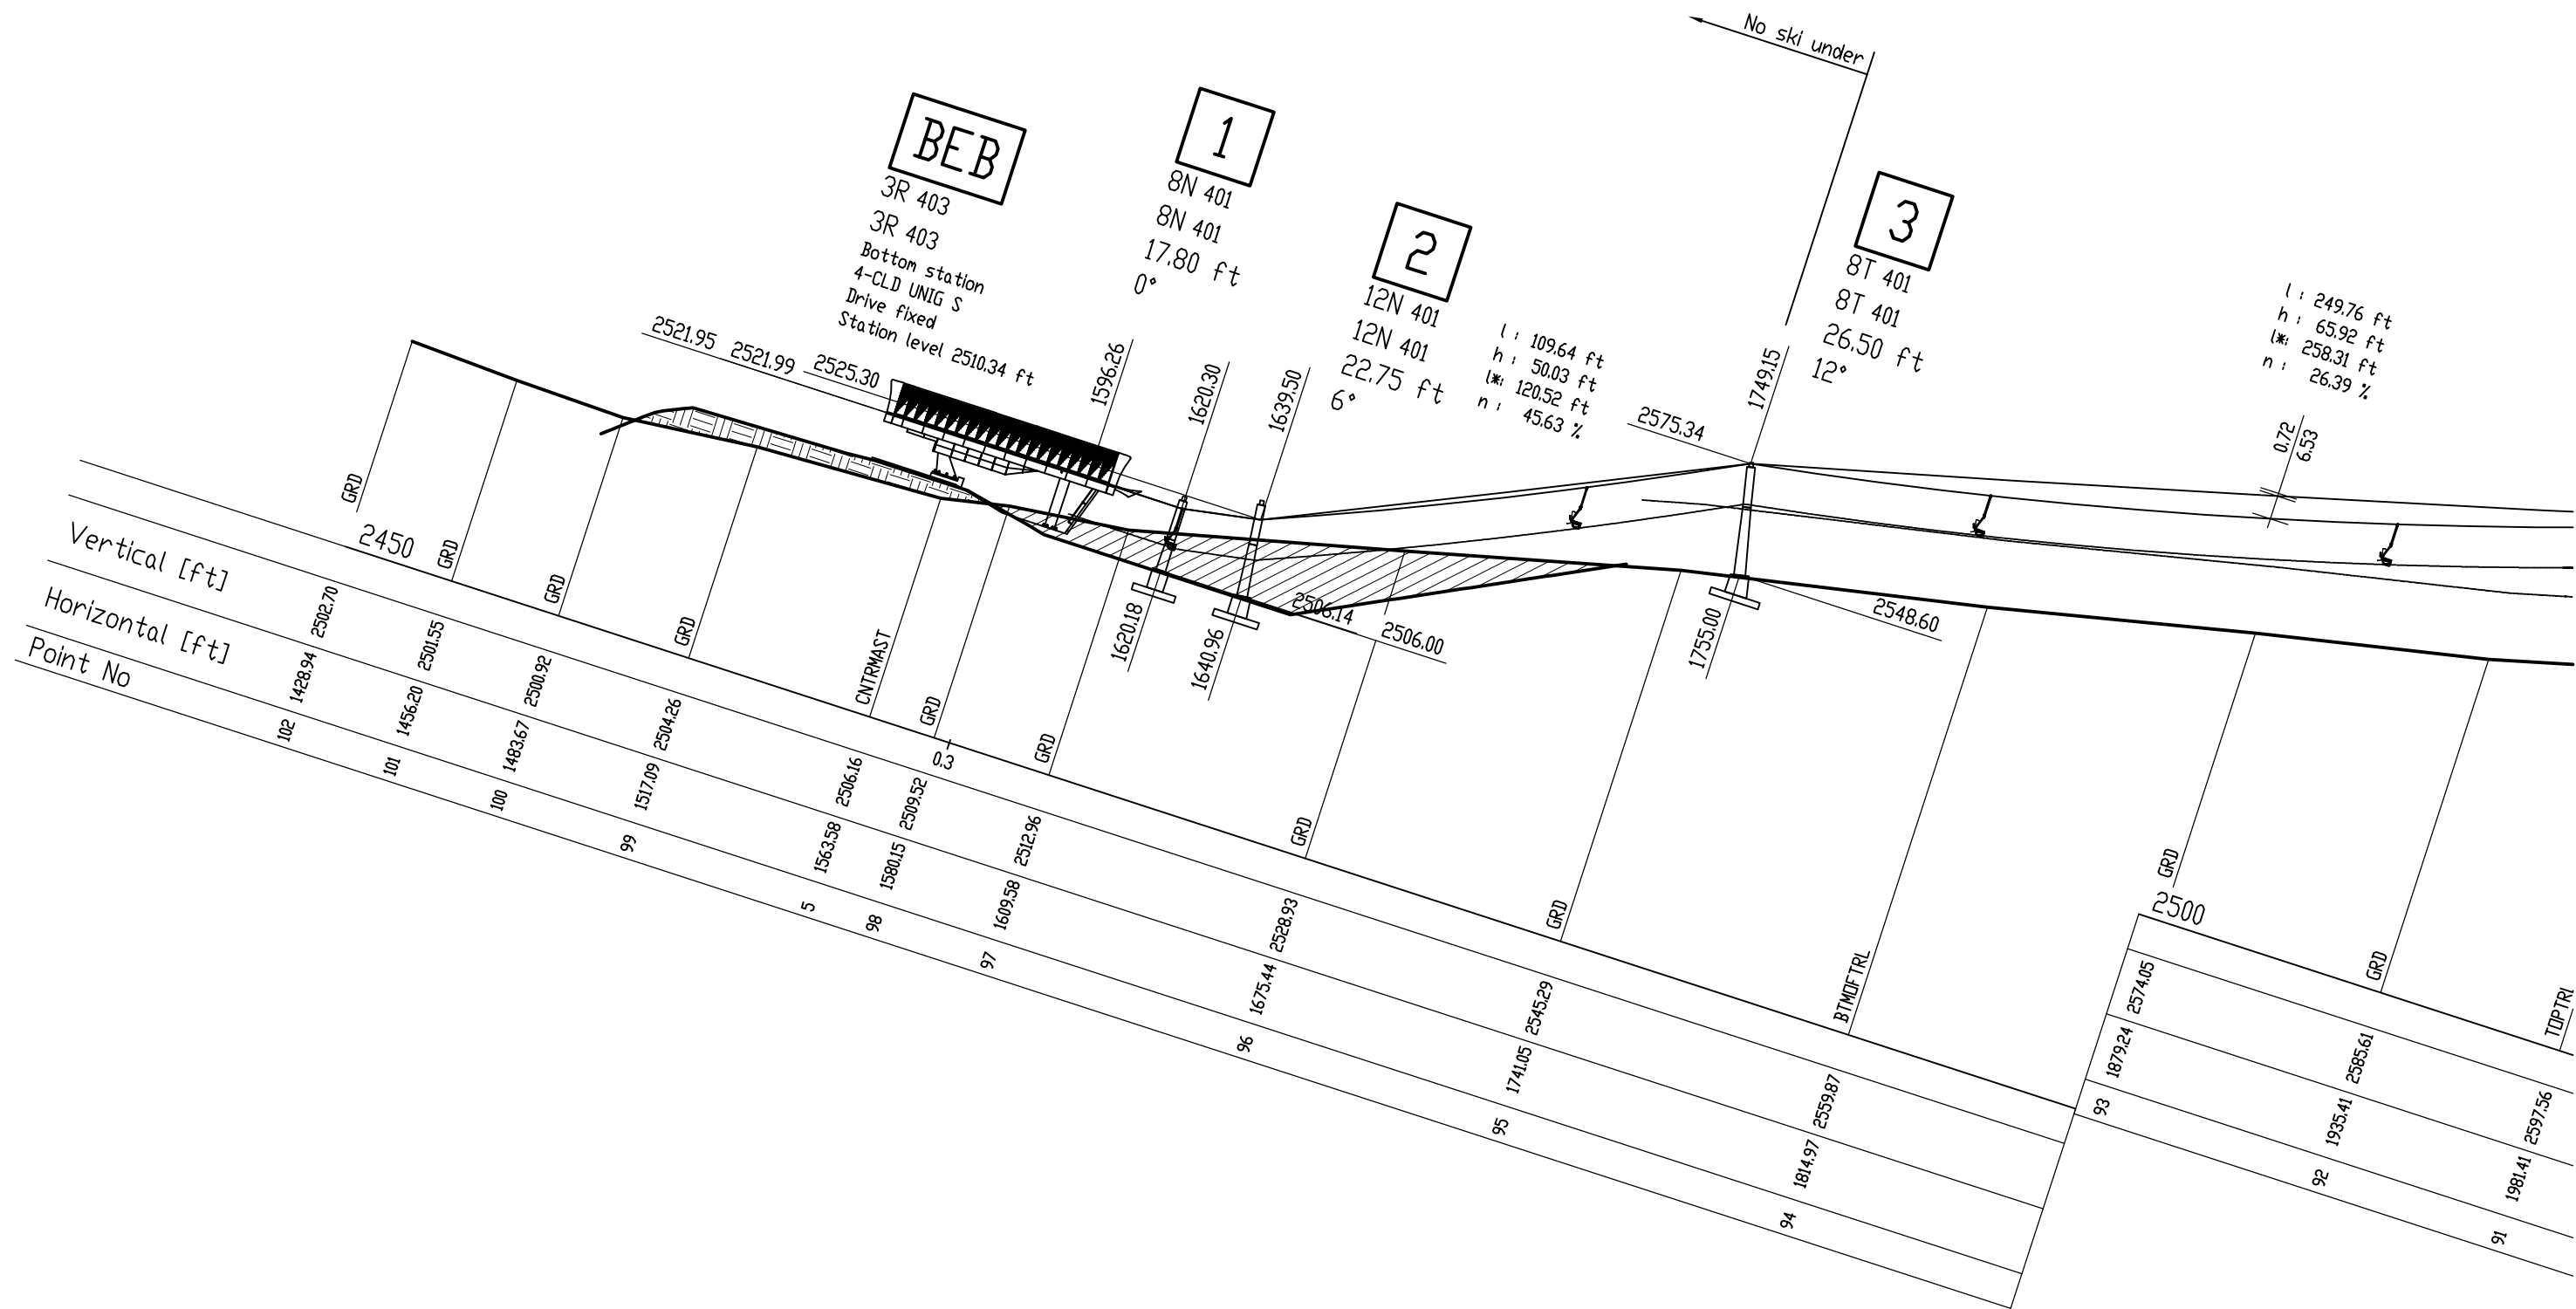 No ski under
BEB
3R 403
3R 403
Bottom station
4-CLD UNIG S
Drive fixed
Station level 2510.34 ft
1
8N 401
8N 401
17.80 ft
0°
2
12N 401
12N 401
22.75 ft
6°
l : 109.64 ft
h : 50.03 ft
l*: 120.52 ft
n : 45.63 %
3
8T 401
8T 401
26.50 ft
12°
l : 249.76 ft
h : 65.92 ft
l*: 258.31 ft
n : 26.39 %
2521.95
2521.99
2525.30
1596.26
1620.30
1639.50
2575.34
1749.15
0.72
6.53
1620.18
1640.96
2506.14
2506.00
1755.00
2548.60
GRD
GRD
GRD
GRD
CNTRMAST
GRD
GRD
GRD
GRD
BTMOFTRL
GRD
GRD
TOPTRL
2450
0.3
2500
Vertical [ft]
2502.70
2501.55
2500.92
2504.26
2506.16
2509.52
2512.96
2528.93
2545.29
2559.87
2574.05
2585.61
2597.56
Horizontal [ft]
1428.94
1456.20
1483.67
1517.09
1563.58
1580.15
1609.58
1675.44
1741.05
1814.97
1879.24
1935.41
1981.41
Point No
102
101
100
99
5
98
97
96
95
94
93
92
91